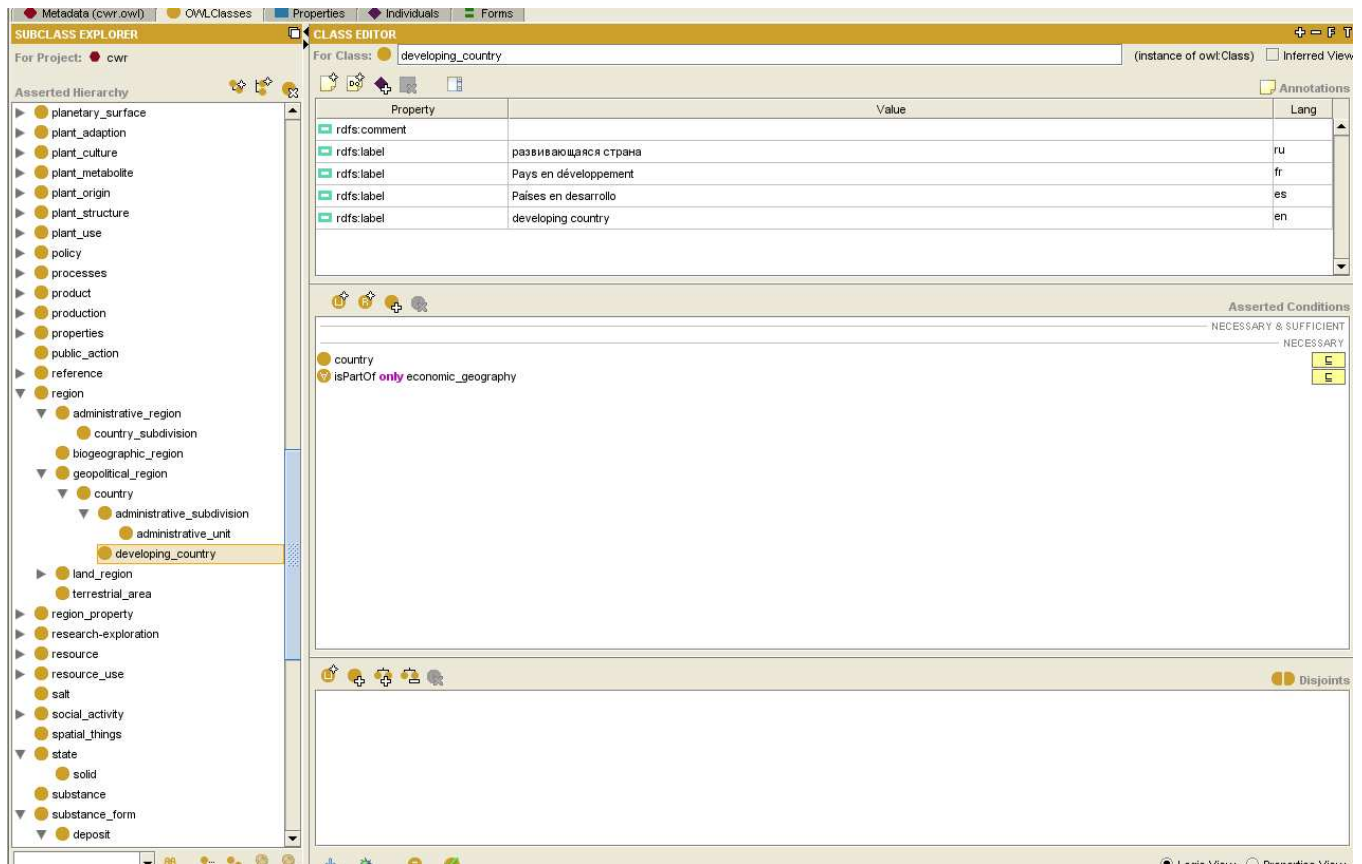 Metadata (cwr.owl) OWLClasses Properties Individuals Forms
SUBCLASS EXPLORER
For Project: cwr
Asserted Hierarchy
planetary_surface
plant_adaption
plant_culture
plant_metabolite
plant_origin
plant_structure
plant_use
policy
processes
product
production
properties
public_action
reference
region
administrative_region
country_subdivision
biogeographic_region
geopolitical_region
country
administrative_subdivision
administrative_unit
developing_country
land_region
terrestrial_area
region_property
research-exploration
resource
resource_use
salt
social_activity
spatial_things
state
solid
substance
substance_form
deposit
CLASS EDITOR
F T
For Class: developing_country (instance of owl:Class) Inferred View
Annotations
Property Value Lang
rdfs:comment
rdfs:label развивающаяся страна ru
rdfs:label Pays en développement fr
rdfs:label Países en desarrollo es
rdfs:label developing country en
Asserted Conditions
NECESSARY & SUFFICIENT
NECESSARY
country
isPartOf only economic_geography
Disjoints
Logic View Properties View